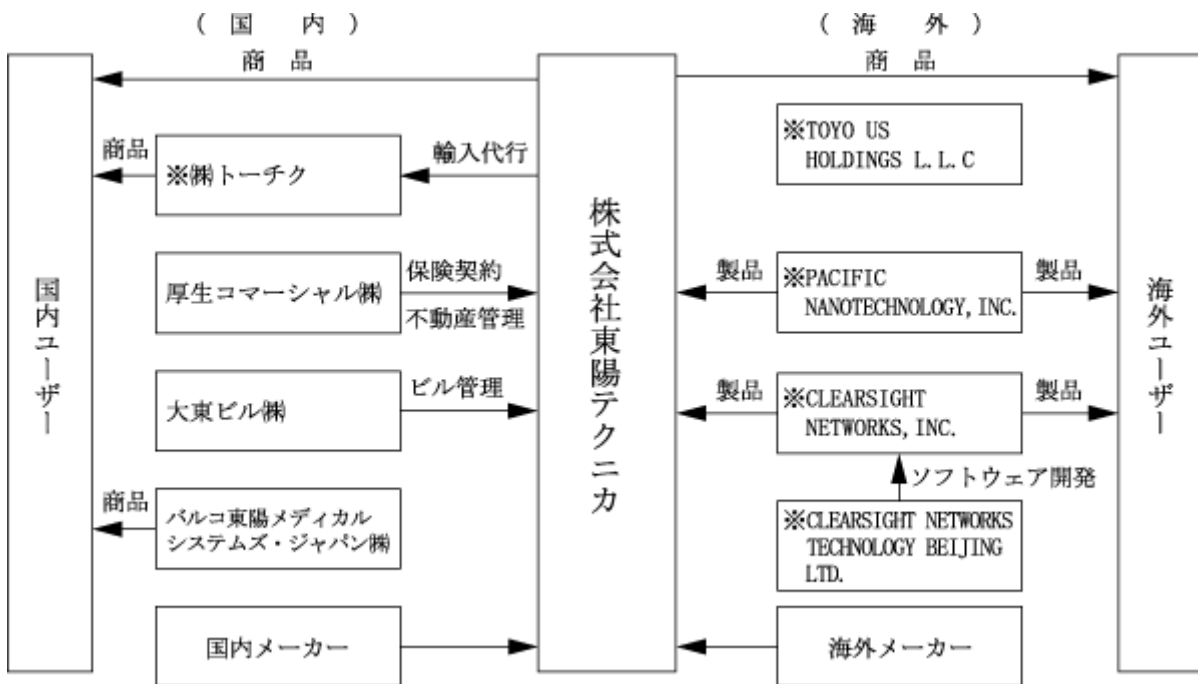 （ 国 内 ）
（ 海 外 ）
商 品
商 品
国内ユーザー
商品
※㈱トーチク
輸入代行
厚生コマーシャル㈱
保険契約
不動産管理
大東ビル㈱
ビル管理
商品
バルコ東陽メディカル
システムズ・ジャパン㈱
国内メーカー
株式会社東陽テクニカ
※TOYO US
HOLDINGS L.L.C
製品
※PACIFIC
NANOTECHNOLOGY,INC.
製品
製品
※CLEARSIGHT
NETWORKS,INC.
製品
ソフトウェア開発
※CLEARSIGHT NETWORKS
TECHNOLOGY BEIJING
LTD.
海外メーカー
海外ユーザー